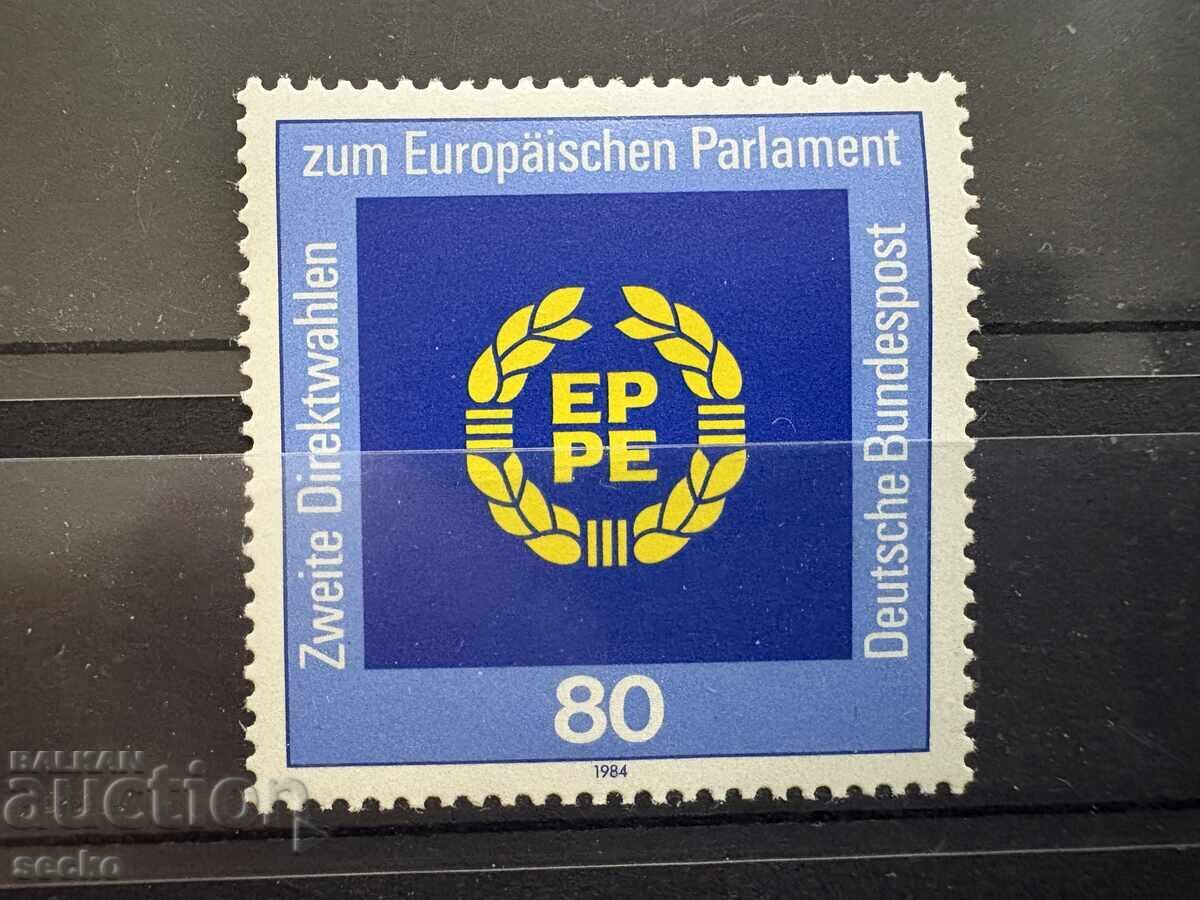 Zweite Direktwahlen
zum Europäischen Parlament
Deutsche Bundespost
EP
PE
80
1984
BALKAN
auction
secko